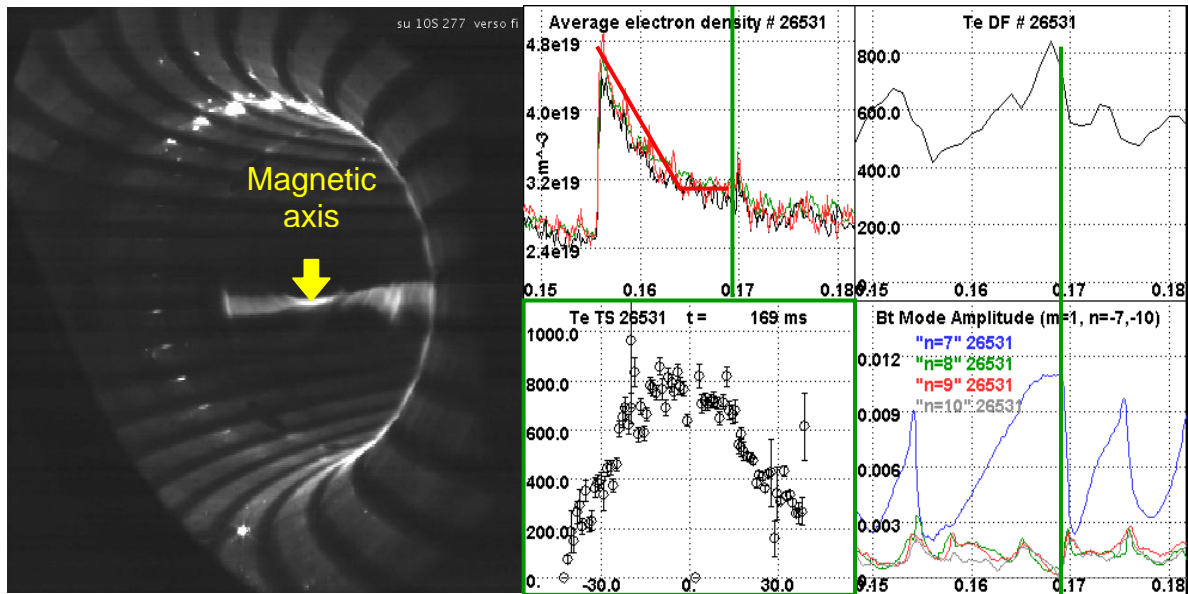 su 10S 277 verso fi
Magnetic
axis
Average electron density # 26531
4.8e19
4.0e19
m^-3
3.2e19
2.4e19
0.15 0.16 0.17 0.18
Te DF # 26531
800.0
600.0
400.0
200.0
0.0
0.15 0.16 0.17 0.18
Te TS 26531 t = 169 ms
1000.0
800.0
600.0
400.0
200.0
0.
-30.0 0. 30.0
Bt Mode Amplitude (m=1, n=-7,-10)
"n=7" 26531
"n=8" 26531
"n=9" 26531
"n=10" 26531
0.012
0.009
0.006
0.003
0.
0.15 0.16 0.17 0.18